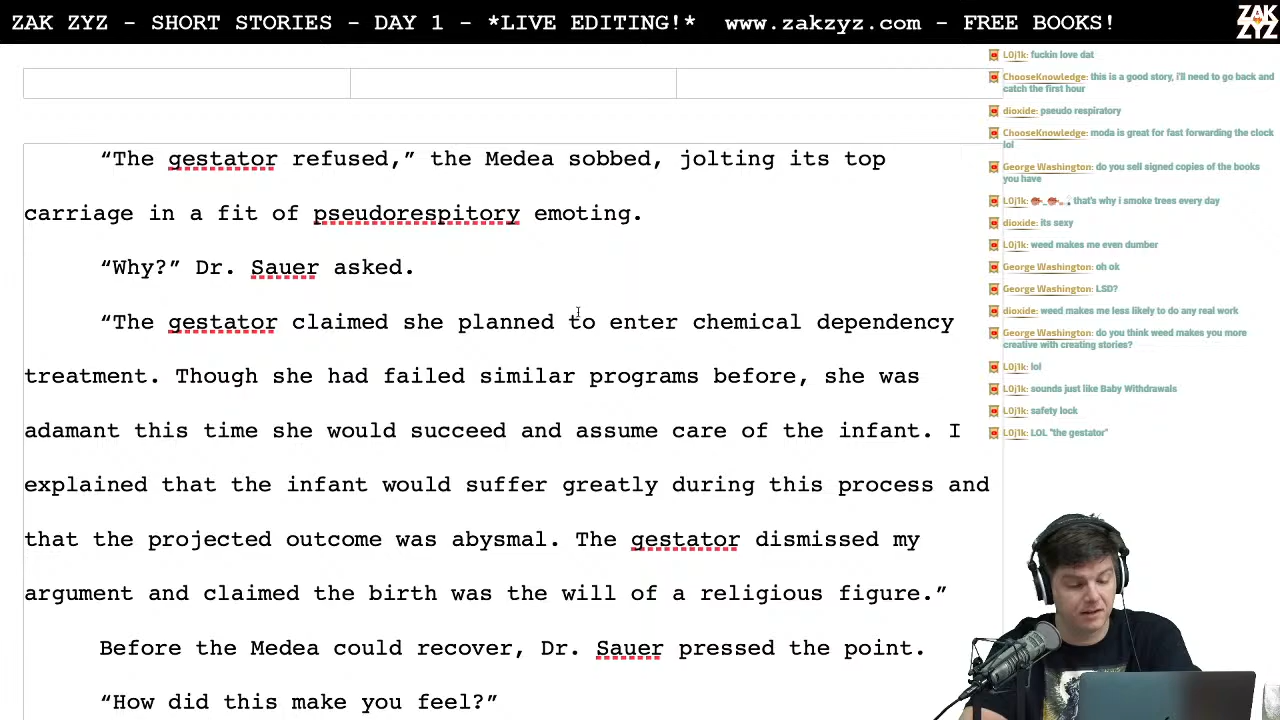 ZAK ZYZ - SHORT STORIES - DAY 1 - *LIVE EDITING!* www.zakzyz.com - FREE BOOKS!
ZAK
ZYZ
“The gestator refused,” the Medea sobbed, jolting its top
carriage in a fit of pseudorespitory emoting.
“Why?” Dr. Sauer asked.
“The gestator claimed she planned to enter chemical dependency
treatment. Though she had failed similar programs before, she was
adamant this time she would succeed and assume care of the infant. I
explained that the infant would suffer greatly during this process and
that the projected outcome was abysmal. The gestator dismissed my
argument and claimed the birth was the will of a religious figure.”
Before the Medea could recover, Dr. Sauer pressed the point.
“How did this make you feel?”
L0j1k: fuckin love dat
ChooseKnowledge: this is a good story, i'll need to go back and
catch the first hour
dioxide: pseudo respiratory
ChooseKnowledge: moda is great for fast forwarding the clock
lol
George Washington: do you sell signed copies of the books
you have
L0j1k: that's why i smoke trees every day
dioxide: its sexy
L0j1k: weed makes me even dumber
George Washington: oh ok
George Washington: LSD?
dioxide: weed makes me less likely to do any real work
George Washington: do you think weed makes you more
creative with creating stories?
L0j1k: lol
L0j1k: sounds just like Baby Withdrawals
L0j1k: safety lock
L0j1k: LOL "the gestator"